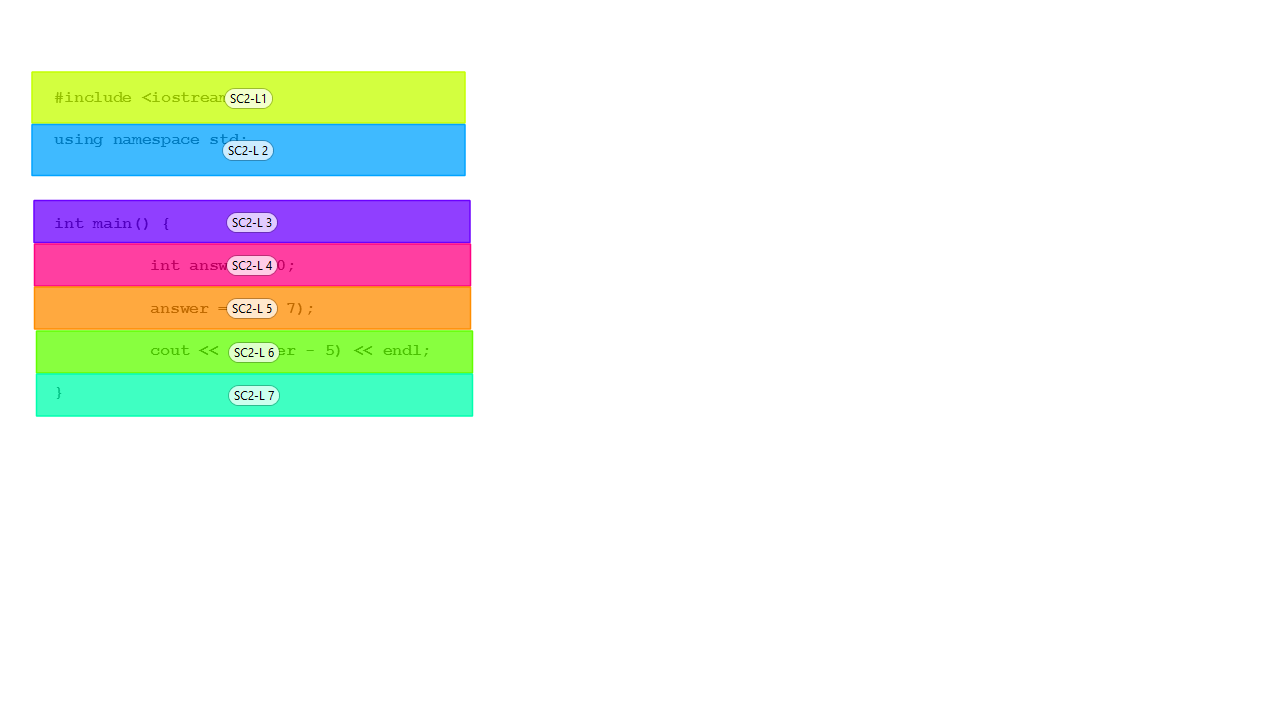 #include <iostream SC2-L1
using namespace std; SC2-L 2
int main() { SC2-L 3
int answ SC2-L 4 0;
answer = SC2-L 5 7);
cout << SC2-L 6 er - 5) << endl;
} SC2-L 7